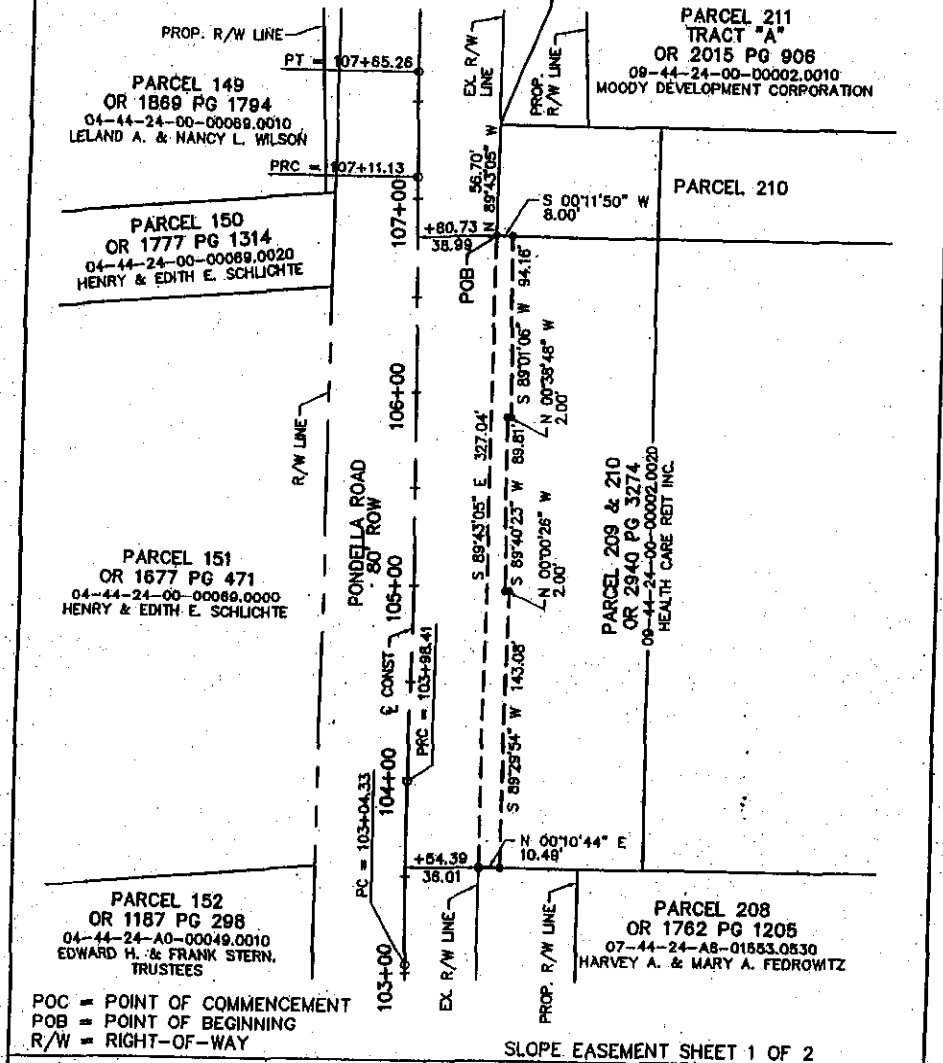 PROP. R/W LINE
PT = 107+65.26
PARCEL 149
OR 1869 PG 1794
04-44-24-00-00069.0010
LELAND A. & NANCY L. WILSON
PRC = 107+11.13
PARCEL 150
OR 1777 PG 1314
04-44-24-00-00069.0020
HENRY & EDITH E. SCHLICHTE
R/W LINE
PARCEL 151
OR 1677 PG 471
04-44-24-00-00069.0000
HENRY & EDITH E. SCHLICHTE
PARCEL 152
OR 1187 PG 298
04-44-24-A0-00049.0010
EDWARD H. & FRANK STERN,
TRUSTEES
107+00
106+00
105+00
104+00
103+00
PONDELLA ROAD
80' ROW
℄ CONST
PRC = 103+98.41
PC = 103+04.33
EX. R/W
LINE
PROP.
R/W LINE
PARCEL 211
TRACT "A"
OR 2015 PG 906
09-44-24-00-00002.0010
MOODY DEVELOPMENT CORPORATION
56.70'
N 89°43'05" W
PARCEL 210
S 00°11'50" W
8.00'
+60.73
38.99
POB
S 89°01'06" W 94.16'
N 00°38'48" W
2.00'
S 89°43'05" E 327.04'
S 89°40'23" W 89.81'
N 00°00'26" W
2.00'
S 89°29'54" W 143.08'
PARCEL 209 & 210
OR 2940 PG 3274
09-44-24-00-00002.0020
HEALTH CARE REIT INC.
N 00°10'44" E
10.49'
+54.39
36.01
EX. R/W LINE
PROP. R/W LINE
PARCEL 208
OR 1762 PG 1205
07-44-24-A8-01553.0530
HARVEY A. & MARY A. FEDROWITZ
POC = POINT OF COMMENCEMENT
POB = POINT OF BEGINNING
R/W = RIGHT-OF-WAY
SLOPE EASEMENT SHEET 1 OF 2